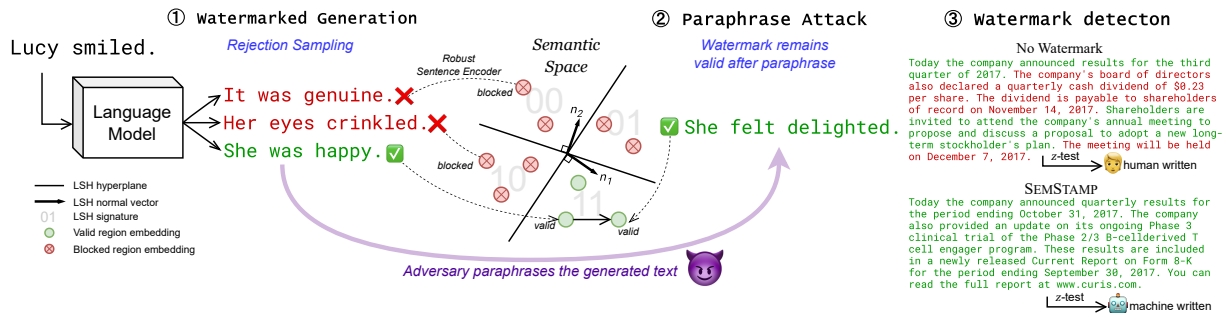 ① Watermarked Generation
Rejection Sampling
Lucy smiled.
Language
Model
It was genuine.
Her eyes crinkled.
She was happy.
LSH hyperplane
LSH normal vector
01 LSH signature
Valid region embedding
Blocked region embedding
Robust
Sentence Encoder
Semantic
Space
blocked
blocked
00
01
10
11
n2
n1
valid
valid
Adversary paraphrases the generated text
② Paraphrase Attack
Watermark remains
valid after paraphrase
She felt delighted.
③ Watermark detecton
No Watermark
Today the company announced results for the third
quarter of 2017. The company's board of directors
also declared a quarterly cash dividend of $0.23
per share. The dividend is payable to shareholders
of record on November 14, 2017. Shareholders are
invited to attend the company's annual meeting to
propose and discuss a proposal to adopt a new long-
term stockholder's plan. The meeting will be held
on December 7, 2017.
z-test
human written
SEMSTAMP
Today the company announced quarterly results for
the period ending October 31, 2017. The company
also provided an update on its ongoing Phase 3
clinical trial of the Phase 2/3 B-cellderived T
cell engager program. These results are included
in a newly released Current Report on Form 8-K
for the period ending September 30, 2017. You can
read the full report at www.curis.com.
z-test
machine written